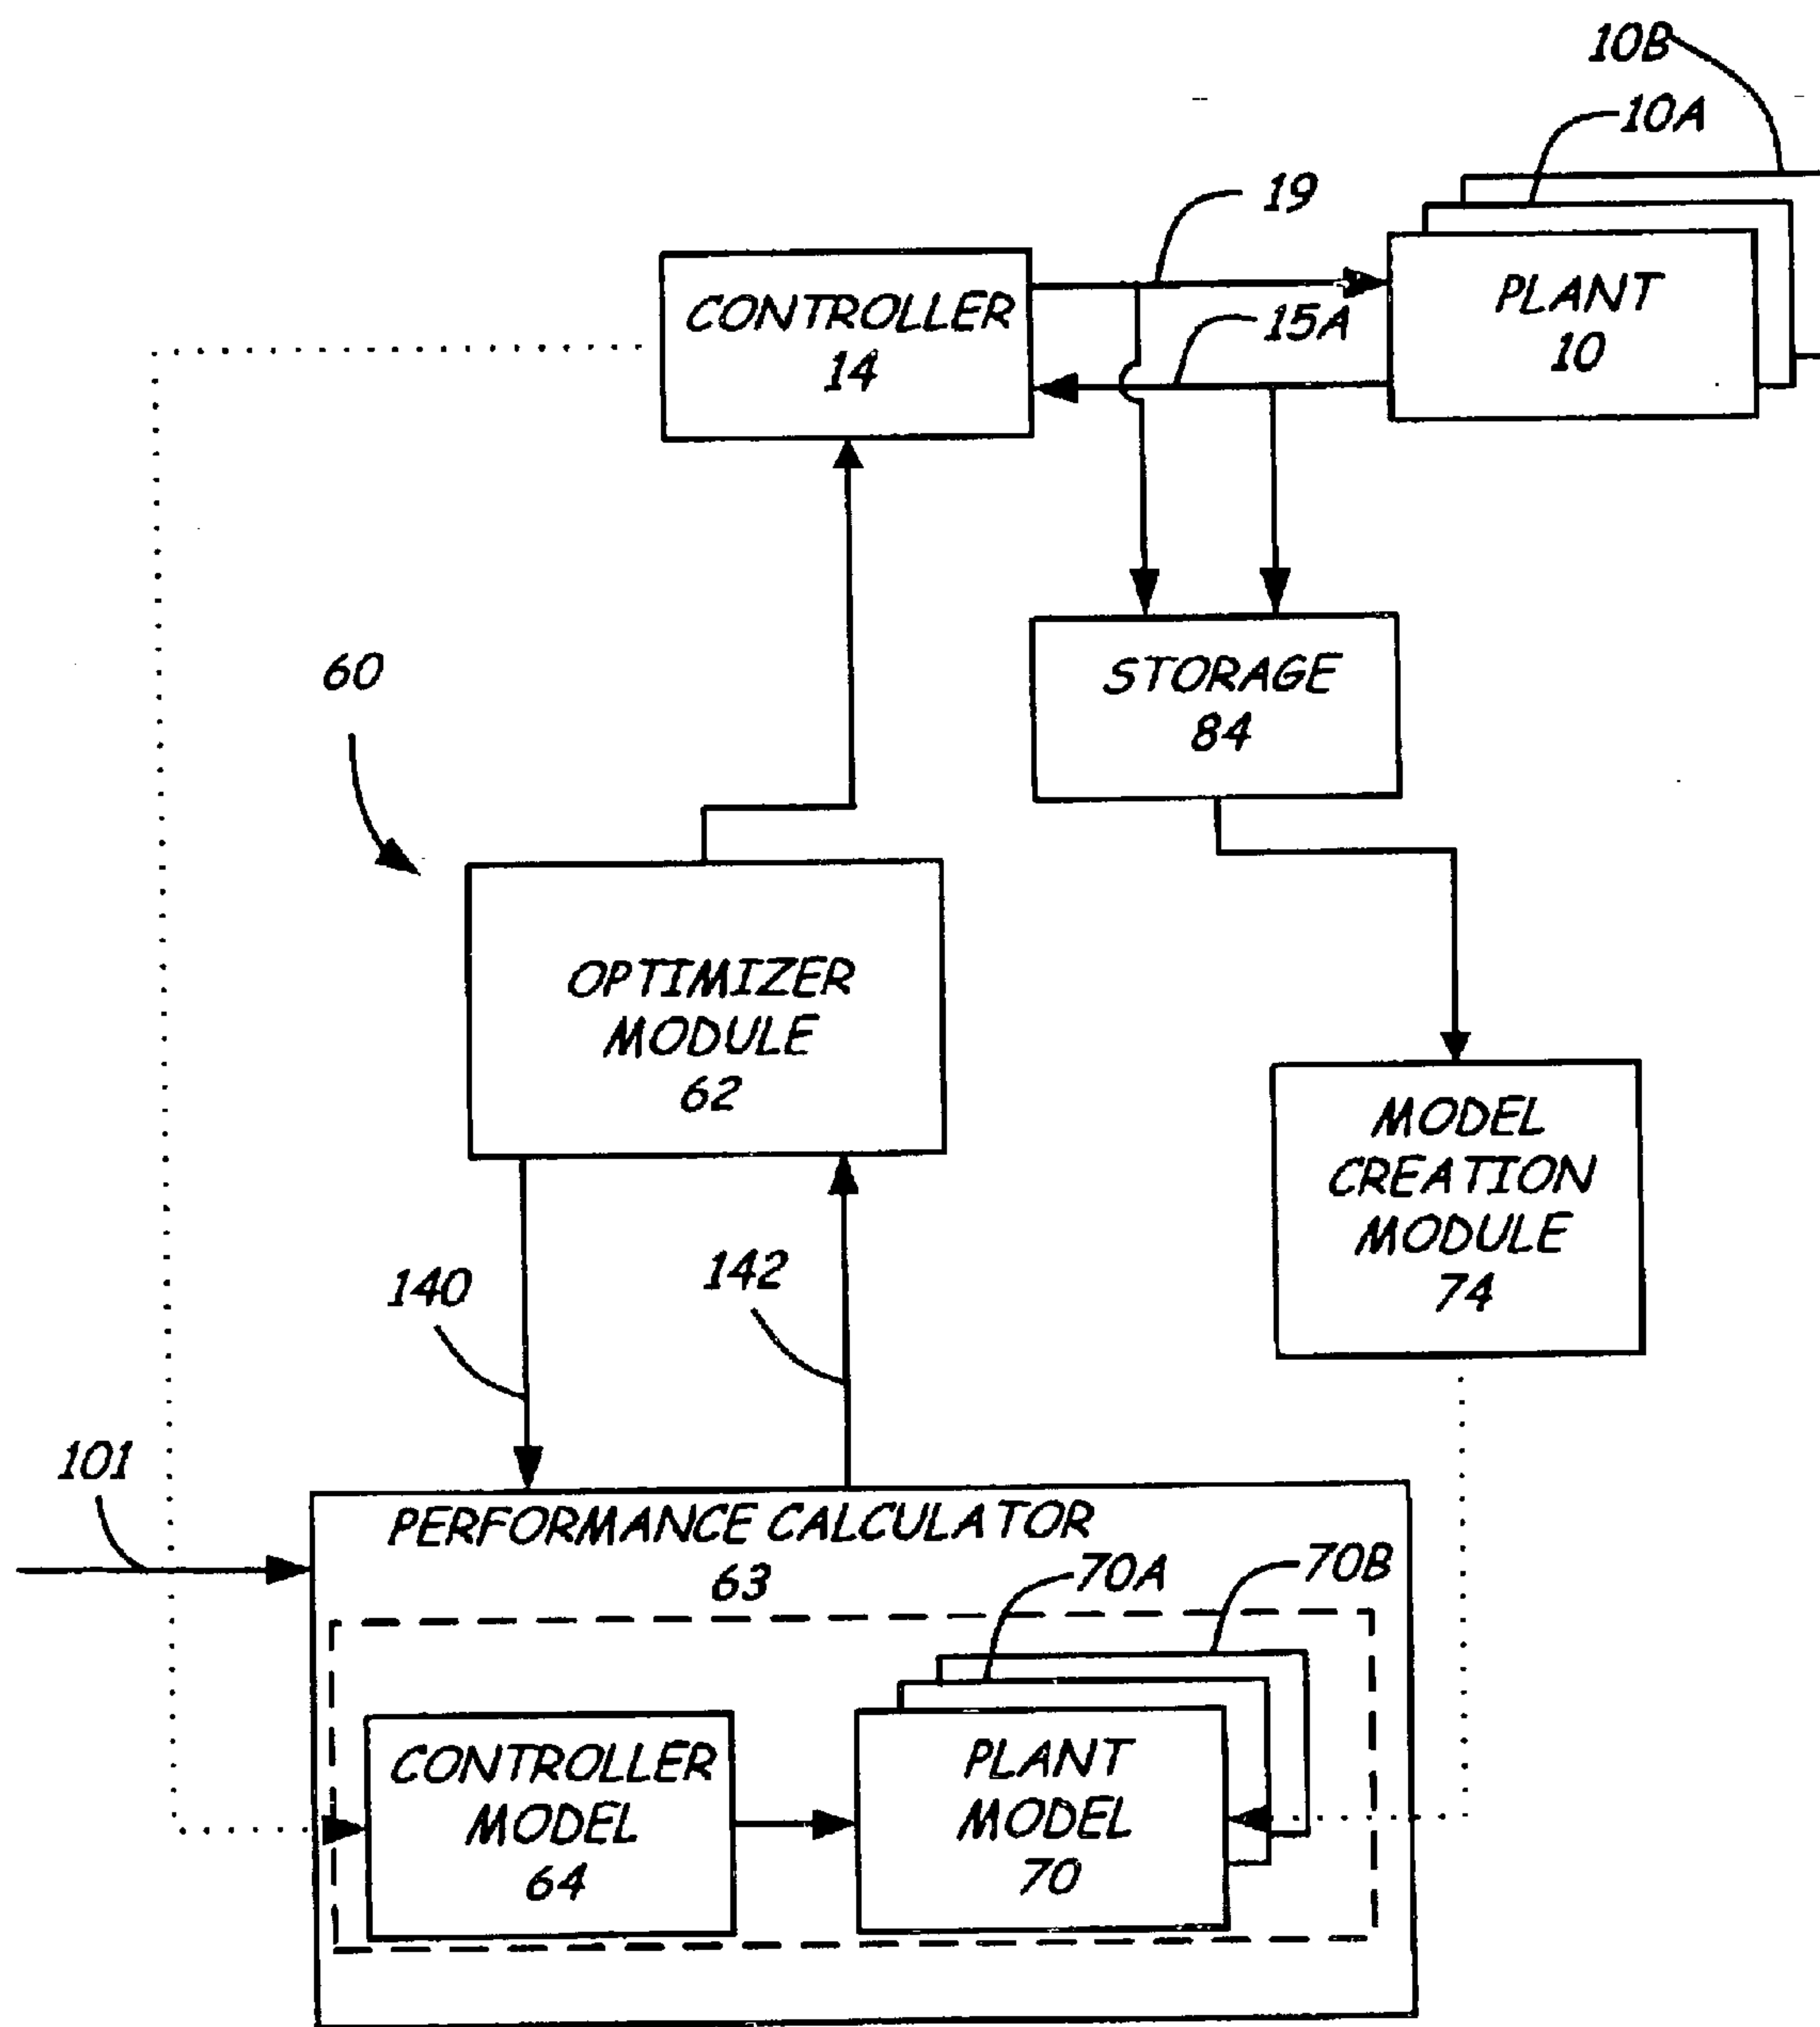 10B
10A
19
CONTROLLER
14
15A
PLANT
10
60
STORAGE
84
OPTIMIZER
MODULE
62
MODEL
CREATION
MODULE
74
140
142
101
PERFORMANCE CALCULATOR
63
70A
70B
CONTROLLER
MODEL
64
PLANT
MODEL
70